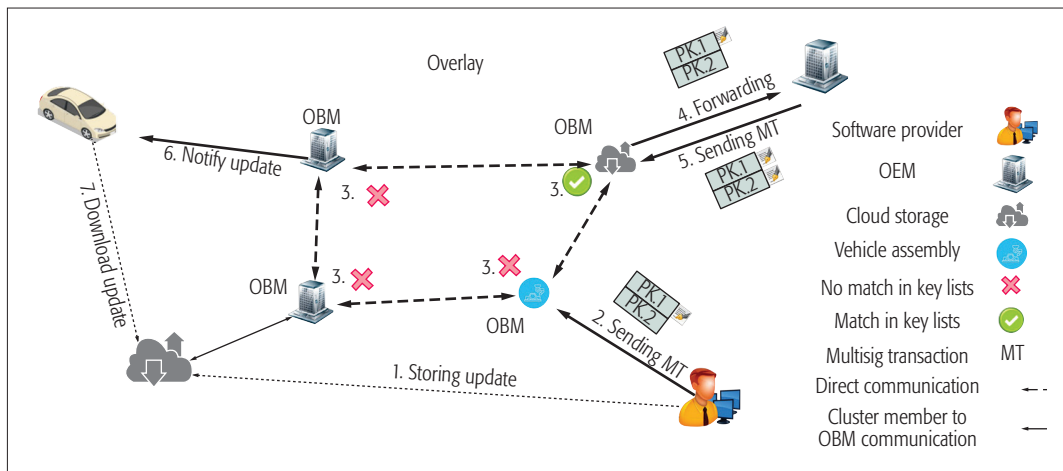 Overlay
PK.1
PK.2
4. Forwarding
OBM
OBM
5. Sending MT
PK.1
PK.2
6. Notify update
3.
3.
7. Download update
3.
3.
OBM
OBM
PK.1
PK.2
2. Sending MT
1. Storing update
Software provider
OEM
Cloud storage
Vehicle assembly
No match in key lists
Match in key lists
Multisig transaction MT
Direct communication
Cluster member to
OBM communication